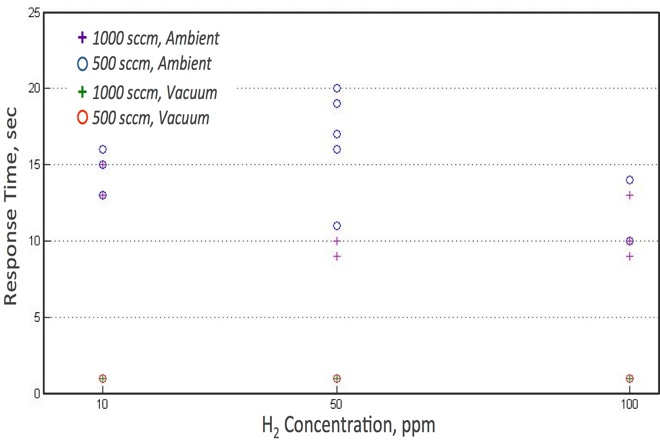 25
20
15
10
5
0
Response Time, sec
+ 1000 sccm, Ambient
O 500 sccm, Ambient
+ 1000 sccm, Vacuum
O 500 sccm, Vacuum
10 50 100
H₂ Concentration, ppm